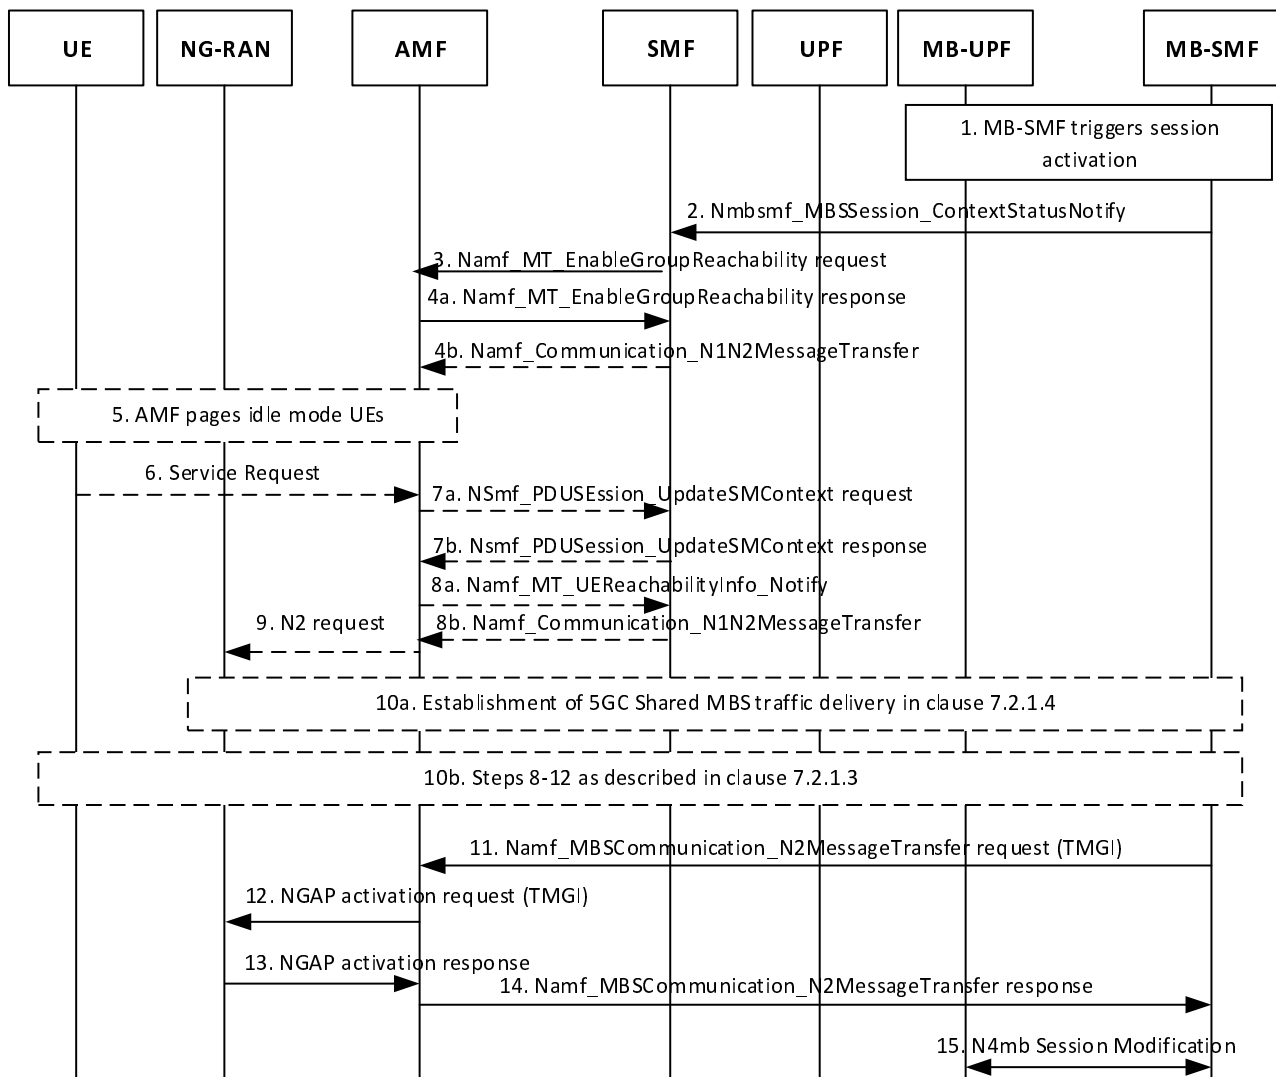 UE
NG-RAN
AMF
SMF
UPF
MB-UPF
MB-SMF
1. MB-SMF triggers session
activation
2. Nmbsmf_MBSSession_ContextStatusNotify
3. Namf_MT_EnableGroupReachability request
4a. Namf_MT_EnableGroupReachability response
4b. Namf_Communication_N1N2MessageTransfer
5. AMF pages idle mode UEs
6. Service Request
7a. NSmf_PDUSEssion_UpdateSMContext request
7b. Nsmf_PDUSession_UpdateSMContext response
8a. Namf_MT_UEReachabilityInfo_Notify
8b. Namf_Communication_N1N2MessageTransfer
9. N2 request
10a. Establishment of 5GC Shared MBS traffic delivery in clause 7.2.1.4
10b. Steps 8-12 as described in clause 7.2.1.3
11. Namf_MBSCommunication_N2MessageTransfer request (TMGI)
12. NGAP activation request (TMGI)
13. NGAP activation response
14. Namf_MBSCommunication_N2MessageTransfer response
15. N4mb Session Modification